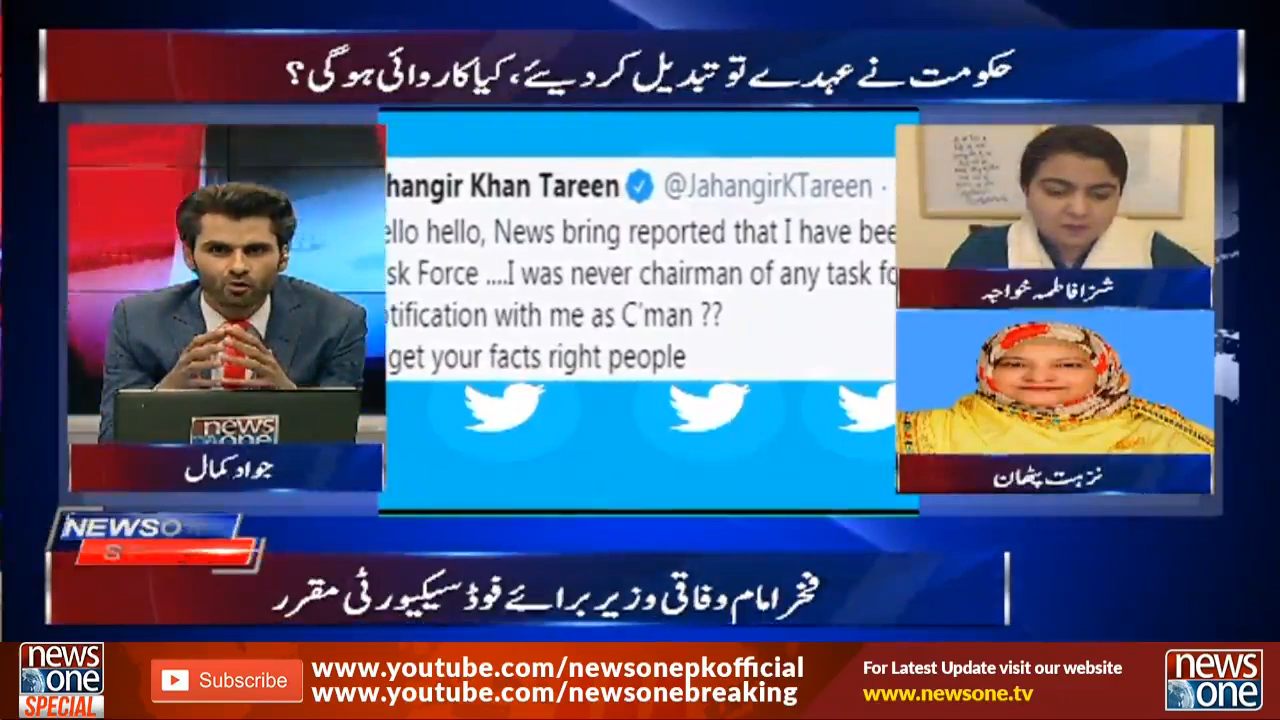 حکومت نے عہدے تو تبدیل کر دیئے، کیا کاروائی ہوگی؟
hangir Khan Tareen @JahangirKTareen ·
ello hello, News bring reported that I have bee
sk Force ....I was never chairman of any task fo
tification with me as C'man ??
get your facts right people
شزا فاطمہ خواجہ
news one
جواد کمال
نزہت پٹھان
NEWSO
S
فخر امام وفاقی وزیر برائے فوڈ سیکیورٹی مقرر
news one SPECIAL
Subscribe
www.youtube.com/newsonepkofficial
www.youtube.com/newsonebreaking
For Latest Update visit our website
www.newsone.tv
news one